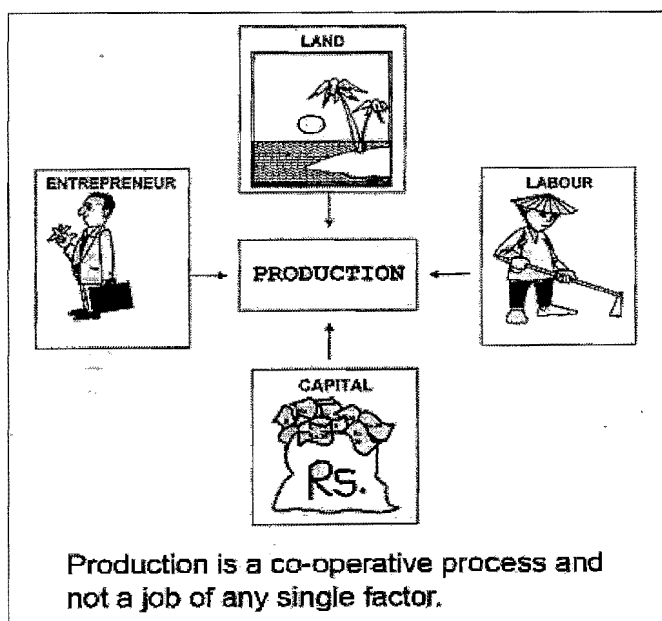 LAND
ENTREPRENEUR
LABOUR
PRODUCTION
CAPITAL
Rs.
Production is a co-operative process and
not a job of any single factor.